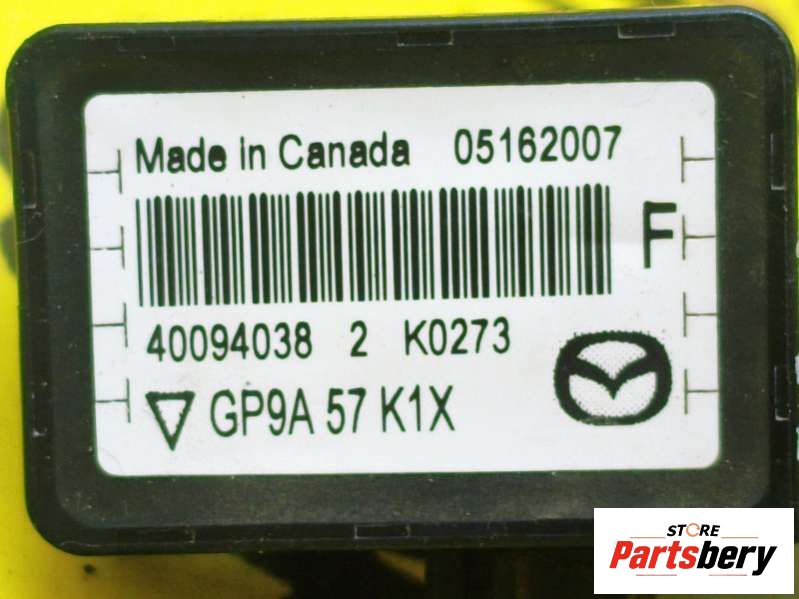 Made in Canada 05162007
F
40094038 2 K0273
GP9A 57 K1X
STORE
Partsbery